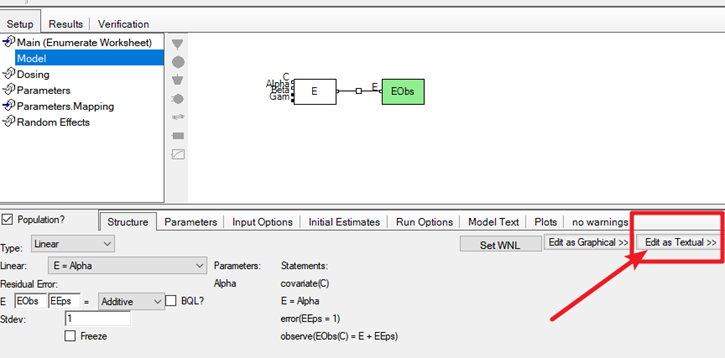 Setup Results Verification
Main (Enumerate Worksheet)
Model
Dosing
Parameters
Parameters.Mapping
Random Effects
C
Alpha
Beta
Gam
E
E
EObs
Population?
Structure Parameters Input Options Initial Estimates Run Options Model Text Plots no warnings
Type: Linear
Set WNL Edit as Graphical >> Edit as Textual >>
Linear: E = Alpha
Parameters: Statements:
Residual Error:
Alpha covariate(C)
E EObs EEps = Additive BQL?
E = Alpha
Stdev: 1
error(EEps = 1)
Freeze
observe(EObs(C) = E + EEps)